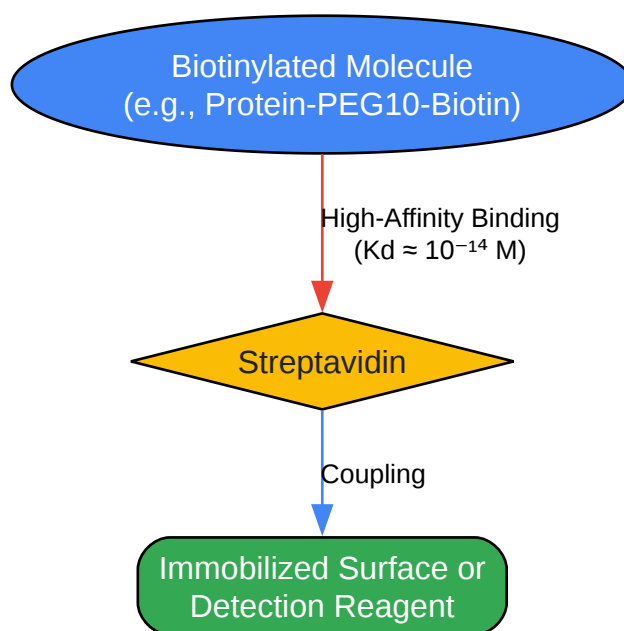 Biotinylated Molecule
(e.g., Protein-PEG10-Biotin)
High-Affinity Binding
(Kd ≈ 10⁻¹⁴ M)
Streptavidin
Coupling
Immobilized Surface or
Detection Reagent